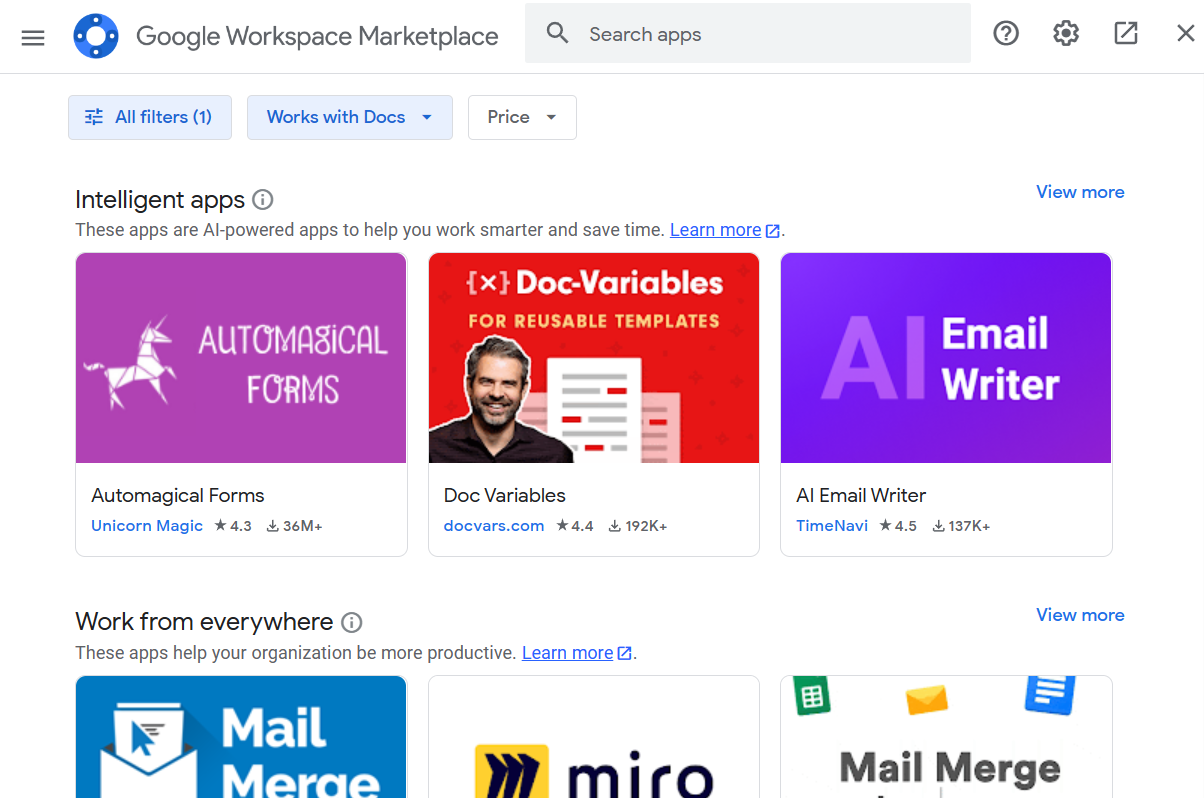 Google Workspace Marketplace
Search apps
All filters (1)
Works with Docs
Price
Intelligent apps
View more
These apps are AI-powered apps to help you work smarter and save time. Learn more.
AUTOMAGICAL
FORMS
{×} Doc-Variables
FOR REUSABLE TEMPLATES
AI
Email
Writer
Automagical Forms
Unicorn Magic ★ 4.3 36M+
Doc Variables
docvars.com ★ 4.4 192K+
AI Email Writer
TimeNavi ★ 4.5 137K+
Work from everywhere
View more
These apps help your organization be more productive. Learn more.
Mail
Merge
miro
Mail Merge